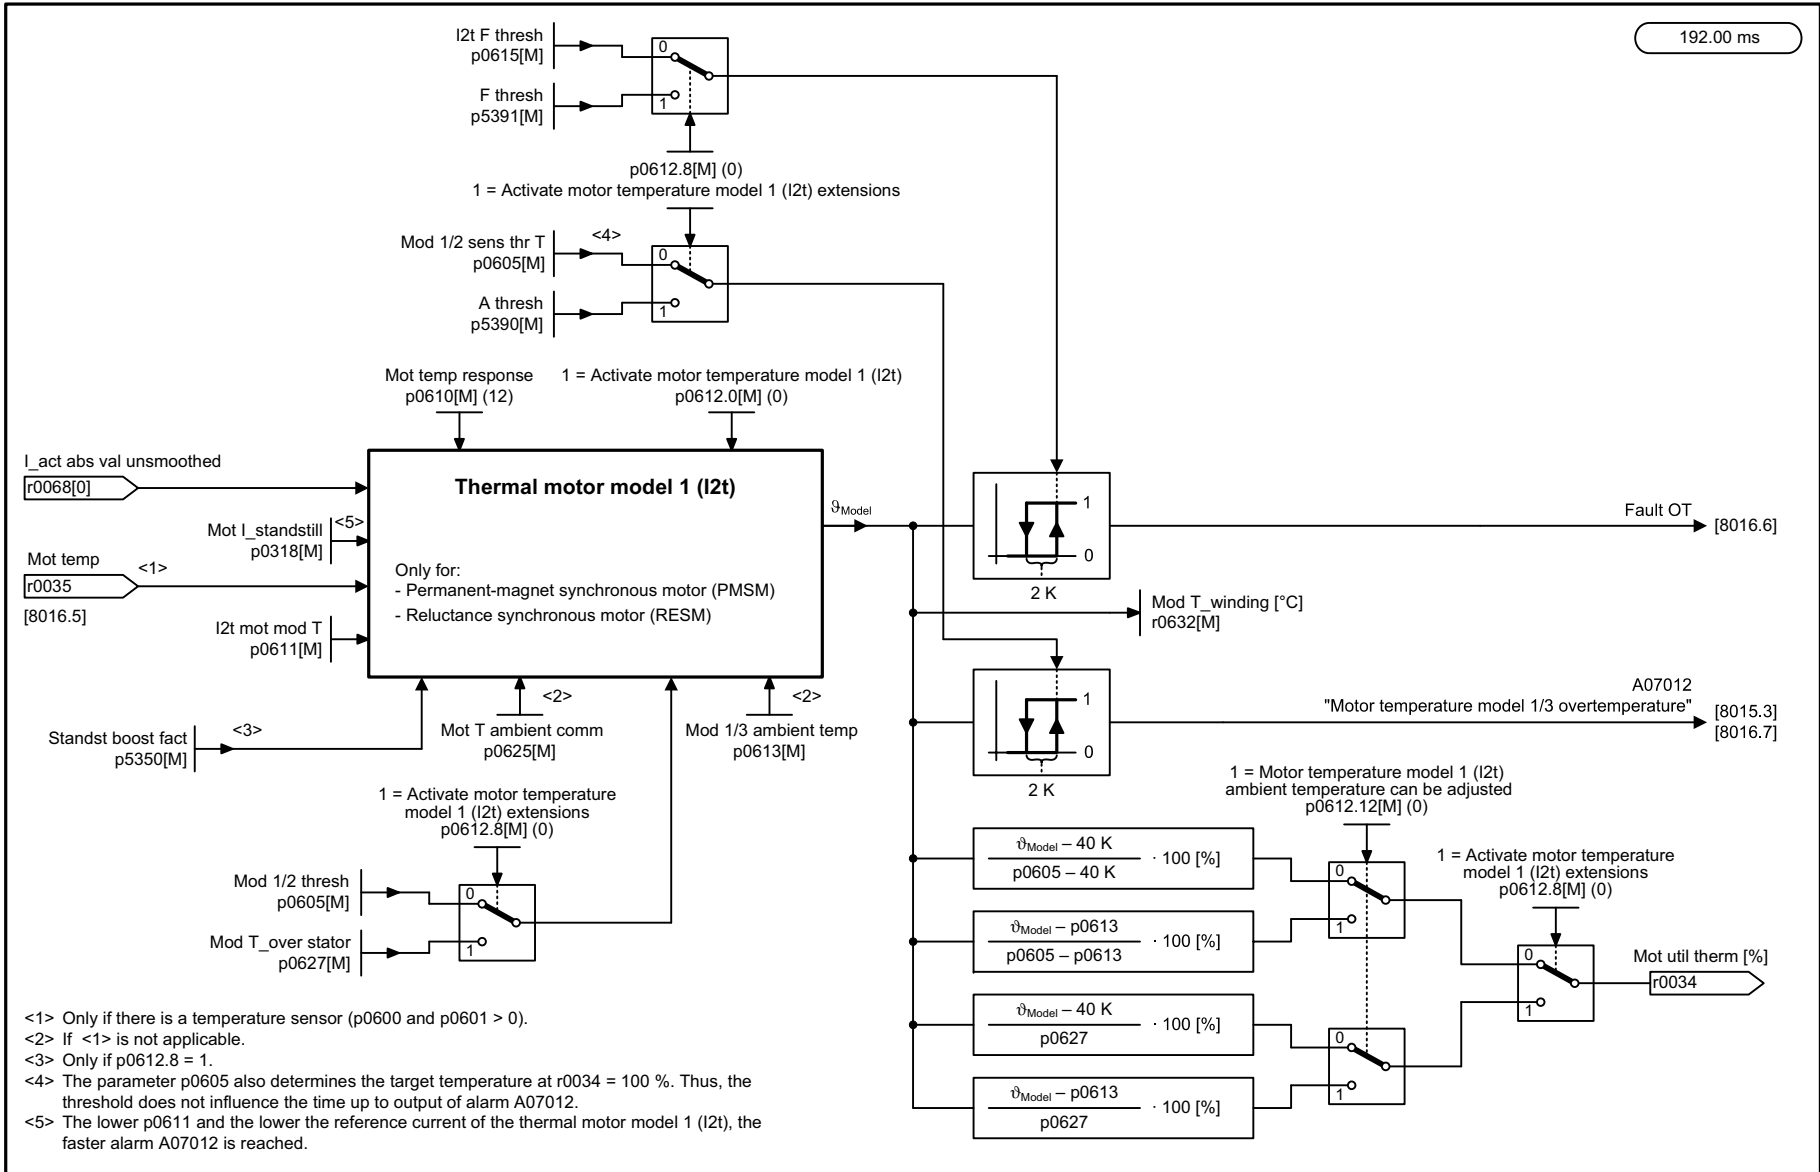 192.00 ms
I2t F thresh
p0615[M]
0
F thresh
p5391[M]
1
p0612.8[M] (0)
1 = Activate motor temperature model 1 (I2t) extensions
Mod 1/2 sens thr T
p0605[M]
<4>
0
A thresh
p5390[M]
1
Mot temp response
p0610[M] (12)
1 = Activate motor temperature model 1 (I2t)
p0612.0[M] (0)
I_act abs val unsmoothed
r0068[0]
Mot I_standstill
p0318[M]
<5>
Mot temp
r0035
<1>
[8016.5]
I2t mot mod T
p0611[M]
Thermal motor model 1 (I2t)
Only for:
- Permanent-magnet synchronous motor (PMSM)
- Reluctance synchronous motor (RESM)
ϑModel
1
0
2 K
Fault OT
[8016.6]
Mod T_winding [°C]
r0632[M]
1
0
2 K
A07012
"Motor temperature model 1/3 overtemperature"
[8015.3]
[8016.7]
Standst boost fact
p5350[M]
<3>
<2>
Mot T ambient comm
p0625[M]
<2>
Mod 1/3 ambient temp
p0613[M]
1 = Activate motor temperature
model 1 (I2t) extensions
p0612.8[M] (0)
Mod 1/2 thresh
p0605[M]
0
Mod T_over stator
p0627[M]
1
1 = Motor temperature model 1 (I2t)
ambient temperature can be adjusted
p0612.12[M] (0)
ϑModel – 40 K
p0605 – 40 K
· 100 [%]
0
1
ϑModel – p0613
p0605 – p0613
· 100 [%]
1 = Activate motor temperature
model 1 (I2t) extensions
p0612.8[M] (0)
0
1
Mot util therm [%]
r0034
ϑModel – 40 K
p0627
· 100 [%]
0
1
ϑModel – p0613
p0627
· 100 [%]
<1> Only if there is a temperature sensor (p0600 and p0601 > 0).
<2> If <1> is not applicable.
<3> Only if p0612.8 = 1.
<4> The parameter p0605 also determines the target temperature at r0034 = 100 %. Thus, the
threshold does not influence the time up to output of alarm A07012.
<5> The lower p0611 and the lower the reference current of the thermal motor model 1 (I2t), the
faster alarm A07012 is reached.